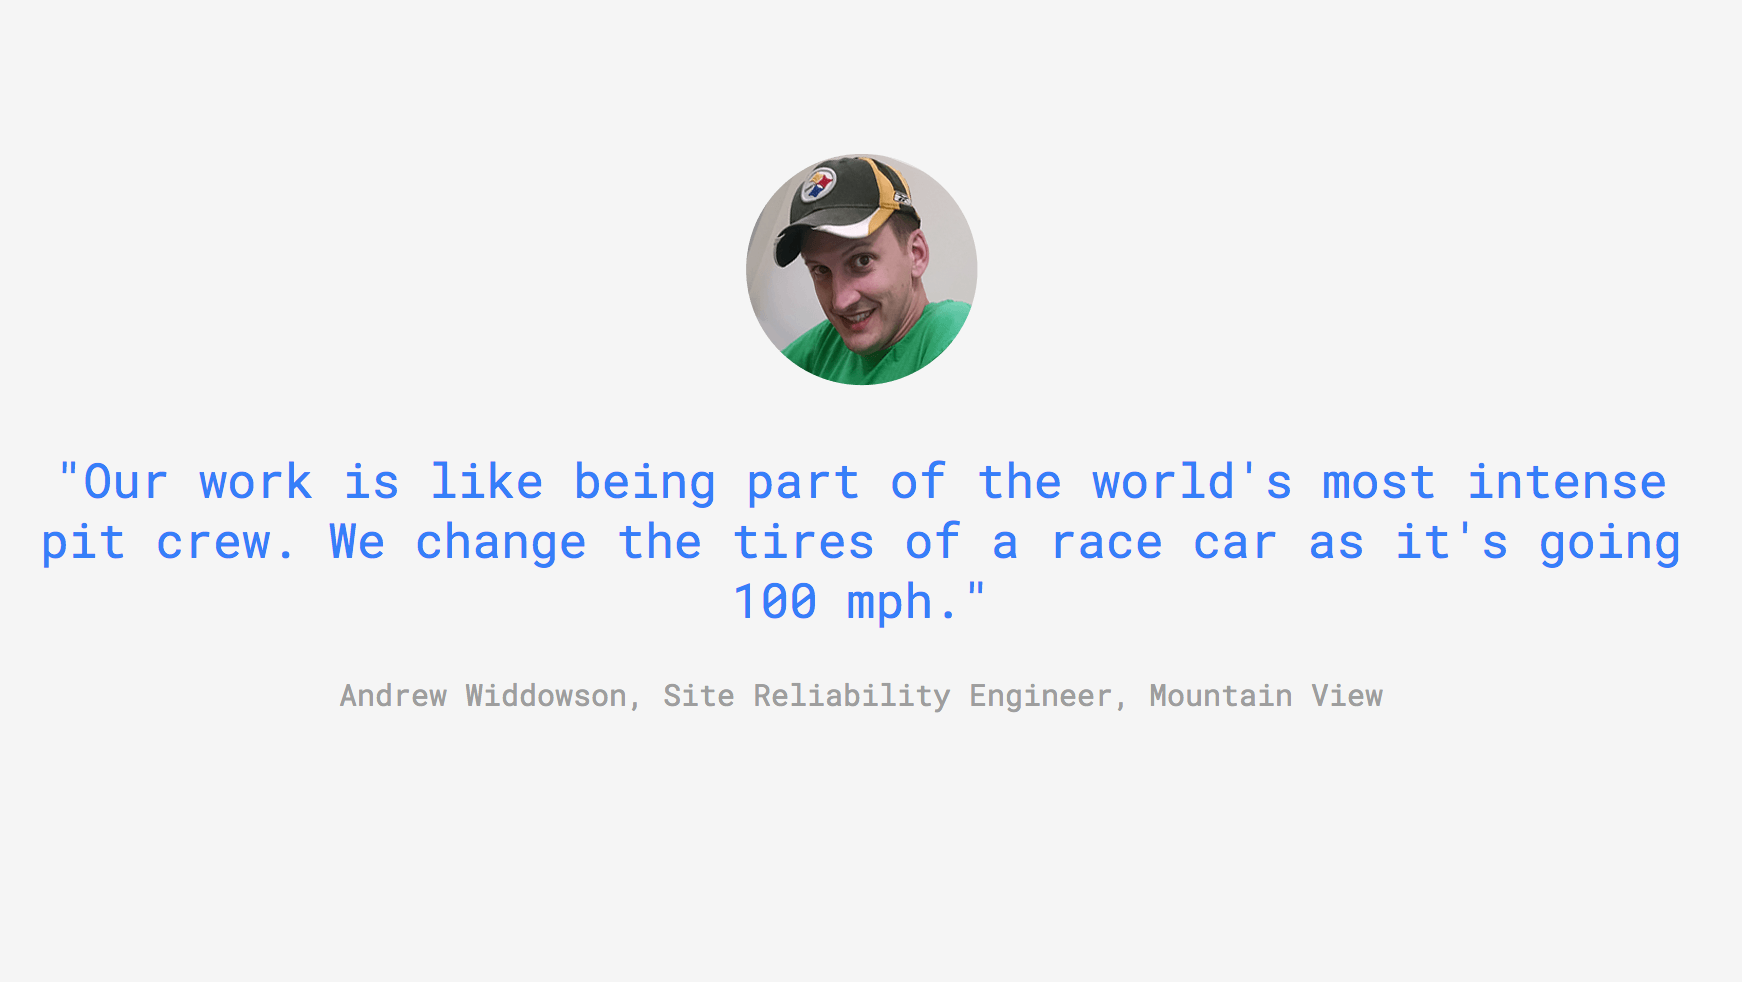 "Our work is like being part of the world's most intense
pit crew. We change the tires of a race car as it's going
100 mph."
Andrew Widdowson, Site Reliability Engineer, Mountain View